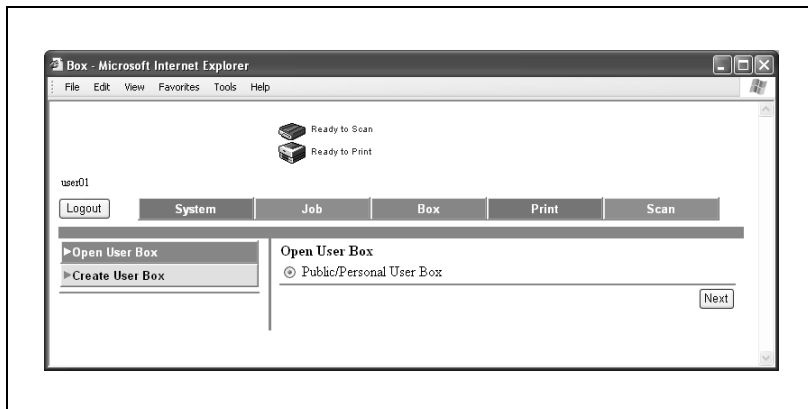 Box - Microsoft Internet Explorer
File Edit View Favorites Tools Help
Ready to Scan
Ready to Print
user01
Logout System Job Box Print Scan
Open User Box
Create User Box
Open User Box
Public/Personal User Box
Next